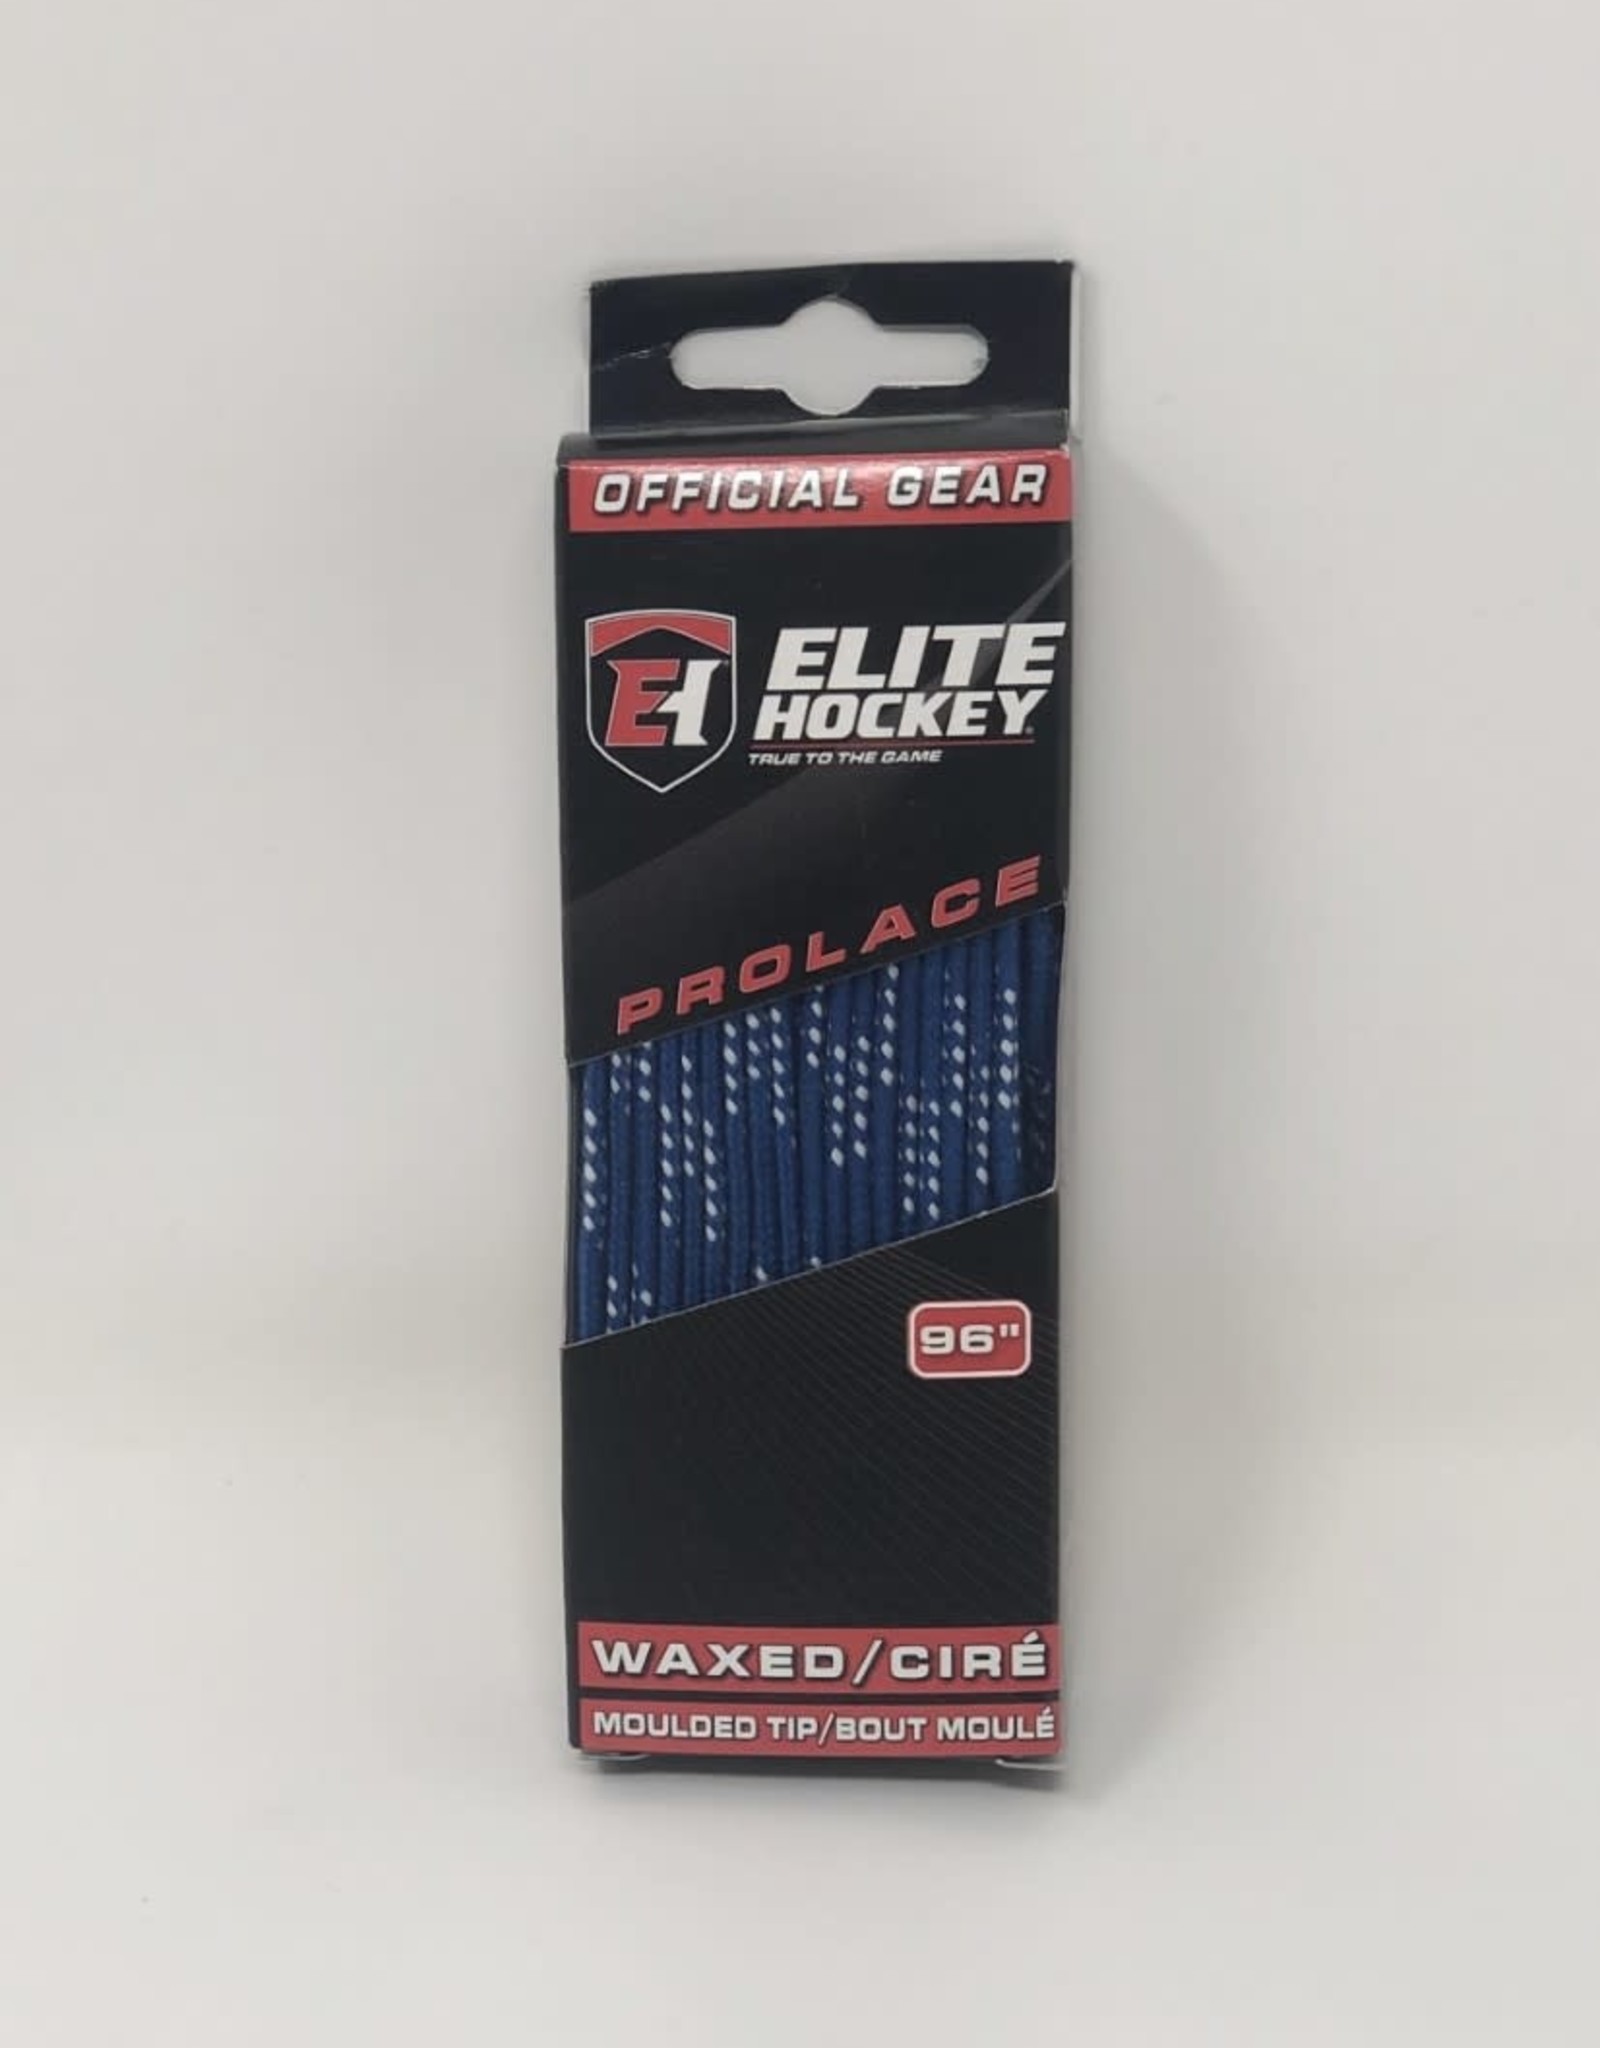 OFFICIAL GEAR
EH
ELITE
HOCKEY
TRUE TO THE GAME
PROLACE
96"
WAXED/CIRÉ
MOULDED TIP/BOUT MOULÉ